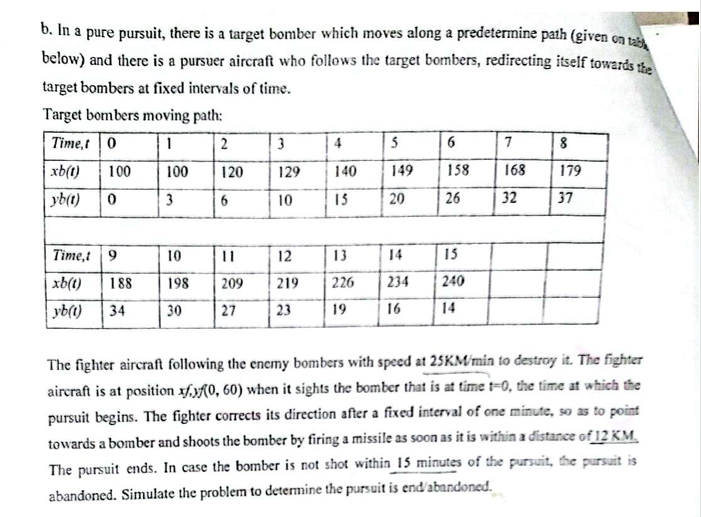 b. In a pure pursuit, there is a target bomber which moves along a predetermine path (given on table
below) and there is a pursuer aircraft who follows the target bombers, redirecting itself towards the
target bombers at fixed intervals of time.
Target bombers moving path:
Time,t 0 1 2 3 4 5 6 7 8
xb(t) 100 100 120 129 140 149 158 168 179
yb(t) 0 3 6 10 15 20 26 32 37
Time,t 9 10 11 12 13 14 15
xb(t) 188 198 209 219 226 234 240
yb(t) 34 30 27 23 19 16 14
The fighter aircraft following the enemy bombers with speed at 25KM/min to destroy it. The fighter
aircraft is at position xf,yf(0, 60) when it sights the bomber that is at time t=0, the time at which the
pursuit begins. The fighter corrects its direction after a fixed interval of one minute, so as to point
towards a bomber and shoots the bomber by firing a missile as soon as it is within a distance of 12 KM.
The pursuit ends. In case the bomber is not shot within 15 minutes of the pursuit, the pursuit is
abandoned. Simulate the problem to determine the pursuit is end/abandoned.